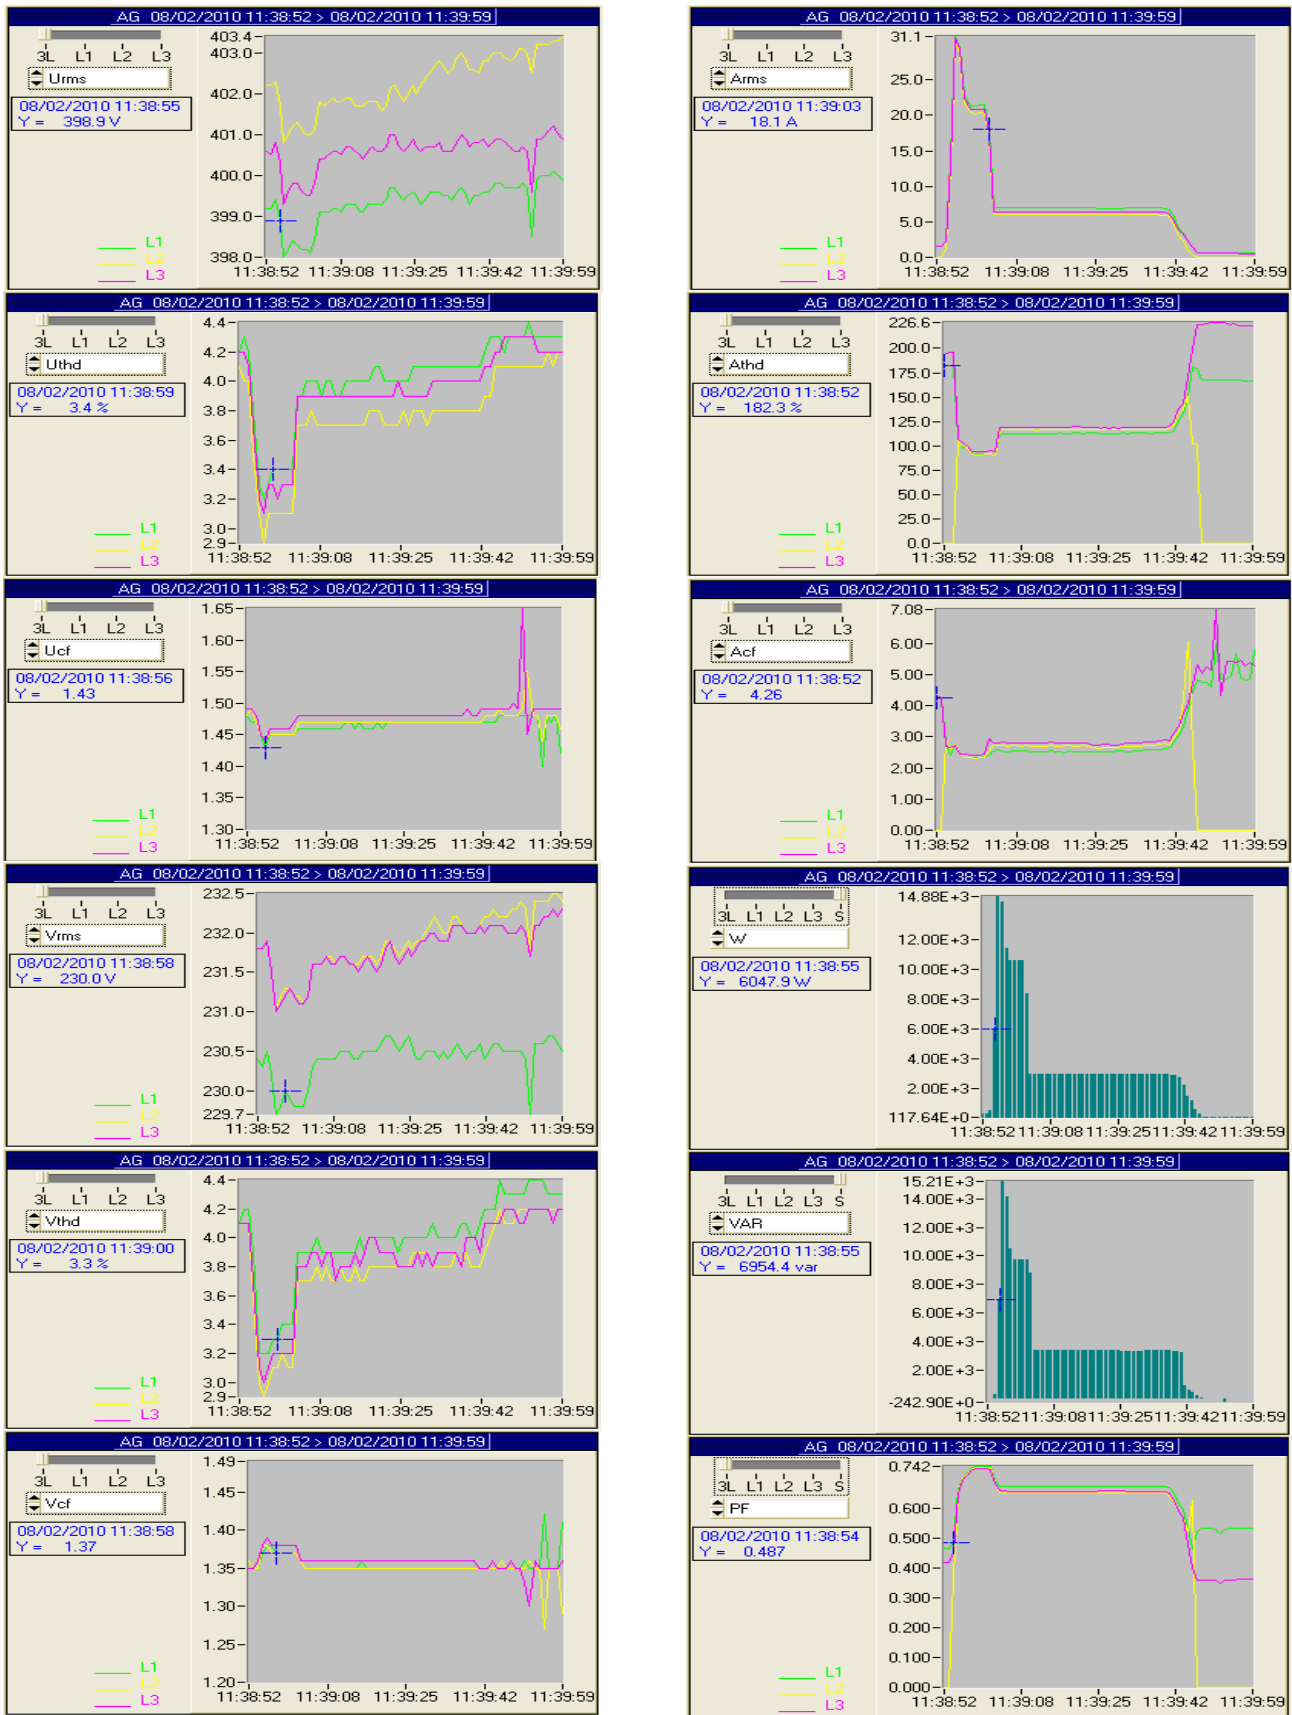 AG 08/02/2010 11:38:52 > 08/02/2010 11:39:59
3L L1 L2 L3
Urms
08/02/2010 11:38:55
Y = 398.9 V
L1
L2
L3
403.4
403.0
402.0
401.0
400.0
399.0
398.0
11:38:52 11:39:08 11:39:25 11:39:42 11:39:59
AG 08/02/2010 11:38:52 > 08/02/2010 11:39:59
3L L1 L2 L3
Arms
08/02/2010 11:39:03
Y = 18.1 A
L1
L2
L3
31.1
25.0
20.0
15.0
10.0
5.0
0.0
11:38:52 11:39:08 11:39:25 11:39:42 11:39:59
AG 08/02/2010 11:38:52 > 08/02/2010 11:39:59
3L L1 L2 L3
Uthd
08/02/2010 11:38:59
Y = 3.4 %
L1
L2
L3
4.4
4.2
4.0
3.8
3.6
3.4
3.2
3.0
2.9
11:38:52 11:39:08 11:39:25 11:39:42 11:39:59
AG 08/02/2010 11:38:52 > 08/02/2010 11:39:59
3L L1 L2 L3
Athd
08/02/2010 11:38:52
Y = 182.3 %
L1
L2
L3
226.6
200.0
175.0
150.0
125.0
100.0
75.0
50.0
25.0
0.0
11:38:52 11:39:08 11:39:25 11:39:42 11:39:59
AG 08/02/2010 11:38:52 > 08/02/2010 11:39:59
3L L1 L2 L3
Ucf
08/02/2010 11:38:56
Y = 1.43
L1
L2
L3
1.65
1.60
1.50
1.45
1.40
1.35
1.30
11:38:52 11:39:08 11:39:25 11:39:42 11:39:59
AG 08/02/2010 11:38:52 > 08/02/2010 11:39:59
3L L1 L2 L3
Acf
08/02/2010 11:38:52
Y = 4.26
L1
L2
L3
7.08
6.00
5.00
4.00
3.00
2.00
1.00
0.00
11:38:52 11:39:08 11:39:25 11:39:42 11:39:59
AG 08/02/2010 11:38:52 > 08/02/2010 11:39:59
3L L1 L2 L3
Vrms
08/02/2010 11:38:58
Y = 230.0 V
L1
L2
L3
232.5
232.0
231.5
231.0
230.5
230.0
229.7
11:38:52 11:39:08 11:39:25 11:39:42 11:39:59
AG 08/02/2010 11:38:52 > 08/02/2010 11:39:59
3L L1 L2 L3 S
W
08/02/2010 11:38:55
Y = 6047.9 W
14.88E+3
12.00E+3
10.00E+3
8.00E+3
6.00E+3
4.00E+3
2.00E+3
117.64E+0
11:38:52 11:39:08 11:39:25 11:39:42 11:39:59
AG 08/02/2010 11:38:52 > 08/02/2010 11:39:59
3L L1 L2 L3
Vthd
08/02/2010 11:39:00
Y = 3.3 %
L1
L2
L3
4.4
4.2
4.0
3.8
3.6
3.4
3.2
3.0
2.9
11:38:52 11:39:08 11:39:25 11:39:42 11:39:59
AG 08/02/2010 11:38:52 > 08/02/2010 11:39:59
3L L1 L2 L3 S
VAR
08/02/2010 11:38:55
Y = 6954.4 var
15.21E+3
14.00E+3
12.00E+3
10.00E+3
8.00E+3
6.00E+3
4.00E+3
2.00E+3
-242.90E+0
11:38:52 11:39:08 11:39:25 11:39:42 11:39:59
AG 08/02/2010 11:38:52 > 08/02/2010 11:39:59
3L L1 L2 L3
Vcf
08/02/2010 11:38:58
Y = 1.37
L1
L2
L3
1.49
1.45
1.40
1.35
1.30
1.25
1.20
11:38:52 11:39:08 11:39:25 11:39:42 11:39:59
AG 08/02/2010 11:38:52 > 08/02/2010 11:39:59
3L L1 L2 L3 S
PF
08/02/2010 11:38:54
Y = 0.487
L1
L2
L3
0.742
0.600
0.500
0.400
0.300
0.200
0.100
0.000
11:38:52 11:39:08 11:39:25 11:39:42 11:39:59